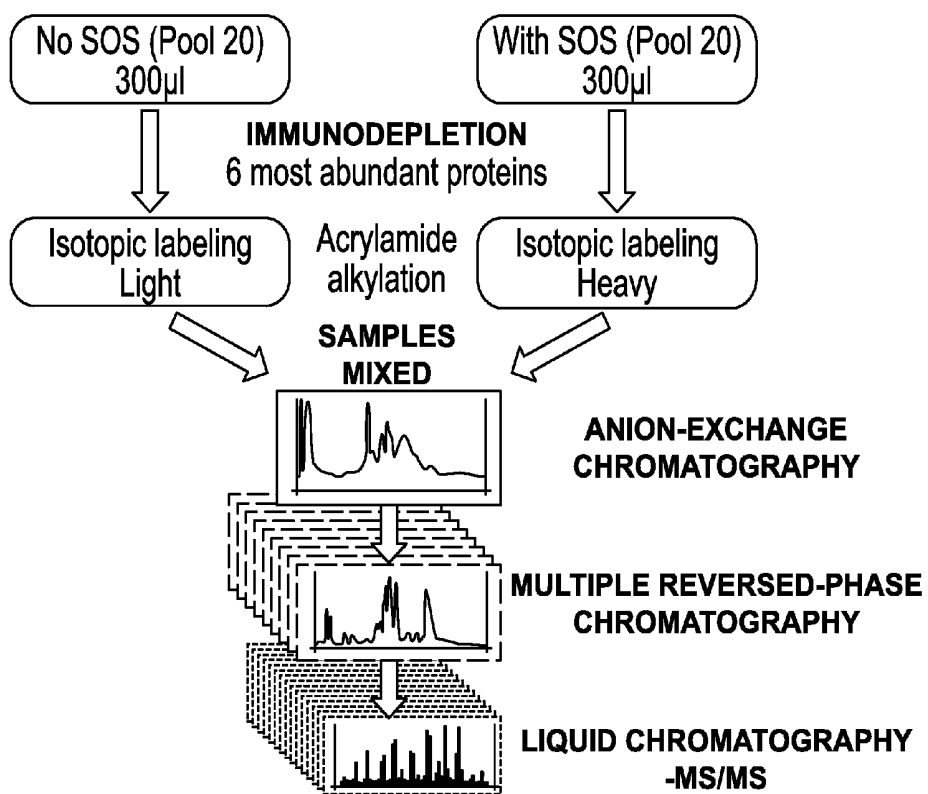 No SOS (Pool 20)
300µl
With SOS (Pool 20)
300µl
IMMUNODEPLETION
6 most abundant proteins
Isotopic labeling
Light
Acrylamide
alkylation
Isotopic labeling
Heavy
SAMPLES
MIXED
ANION-EXCHANGE
CHROMATOGRAPHY
MULTIPLE REVERSED-PHASE
CHROMATOGRAPHY
LIQUID CHROMATOGRAPHY
-MS/MS